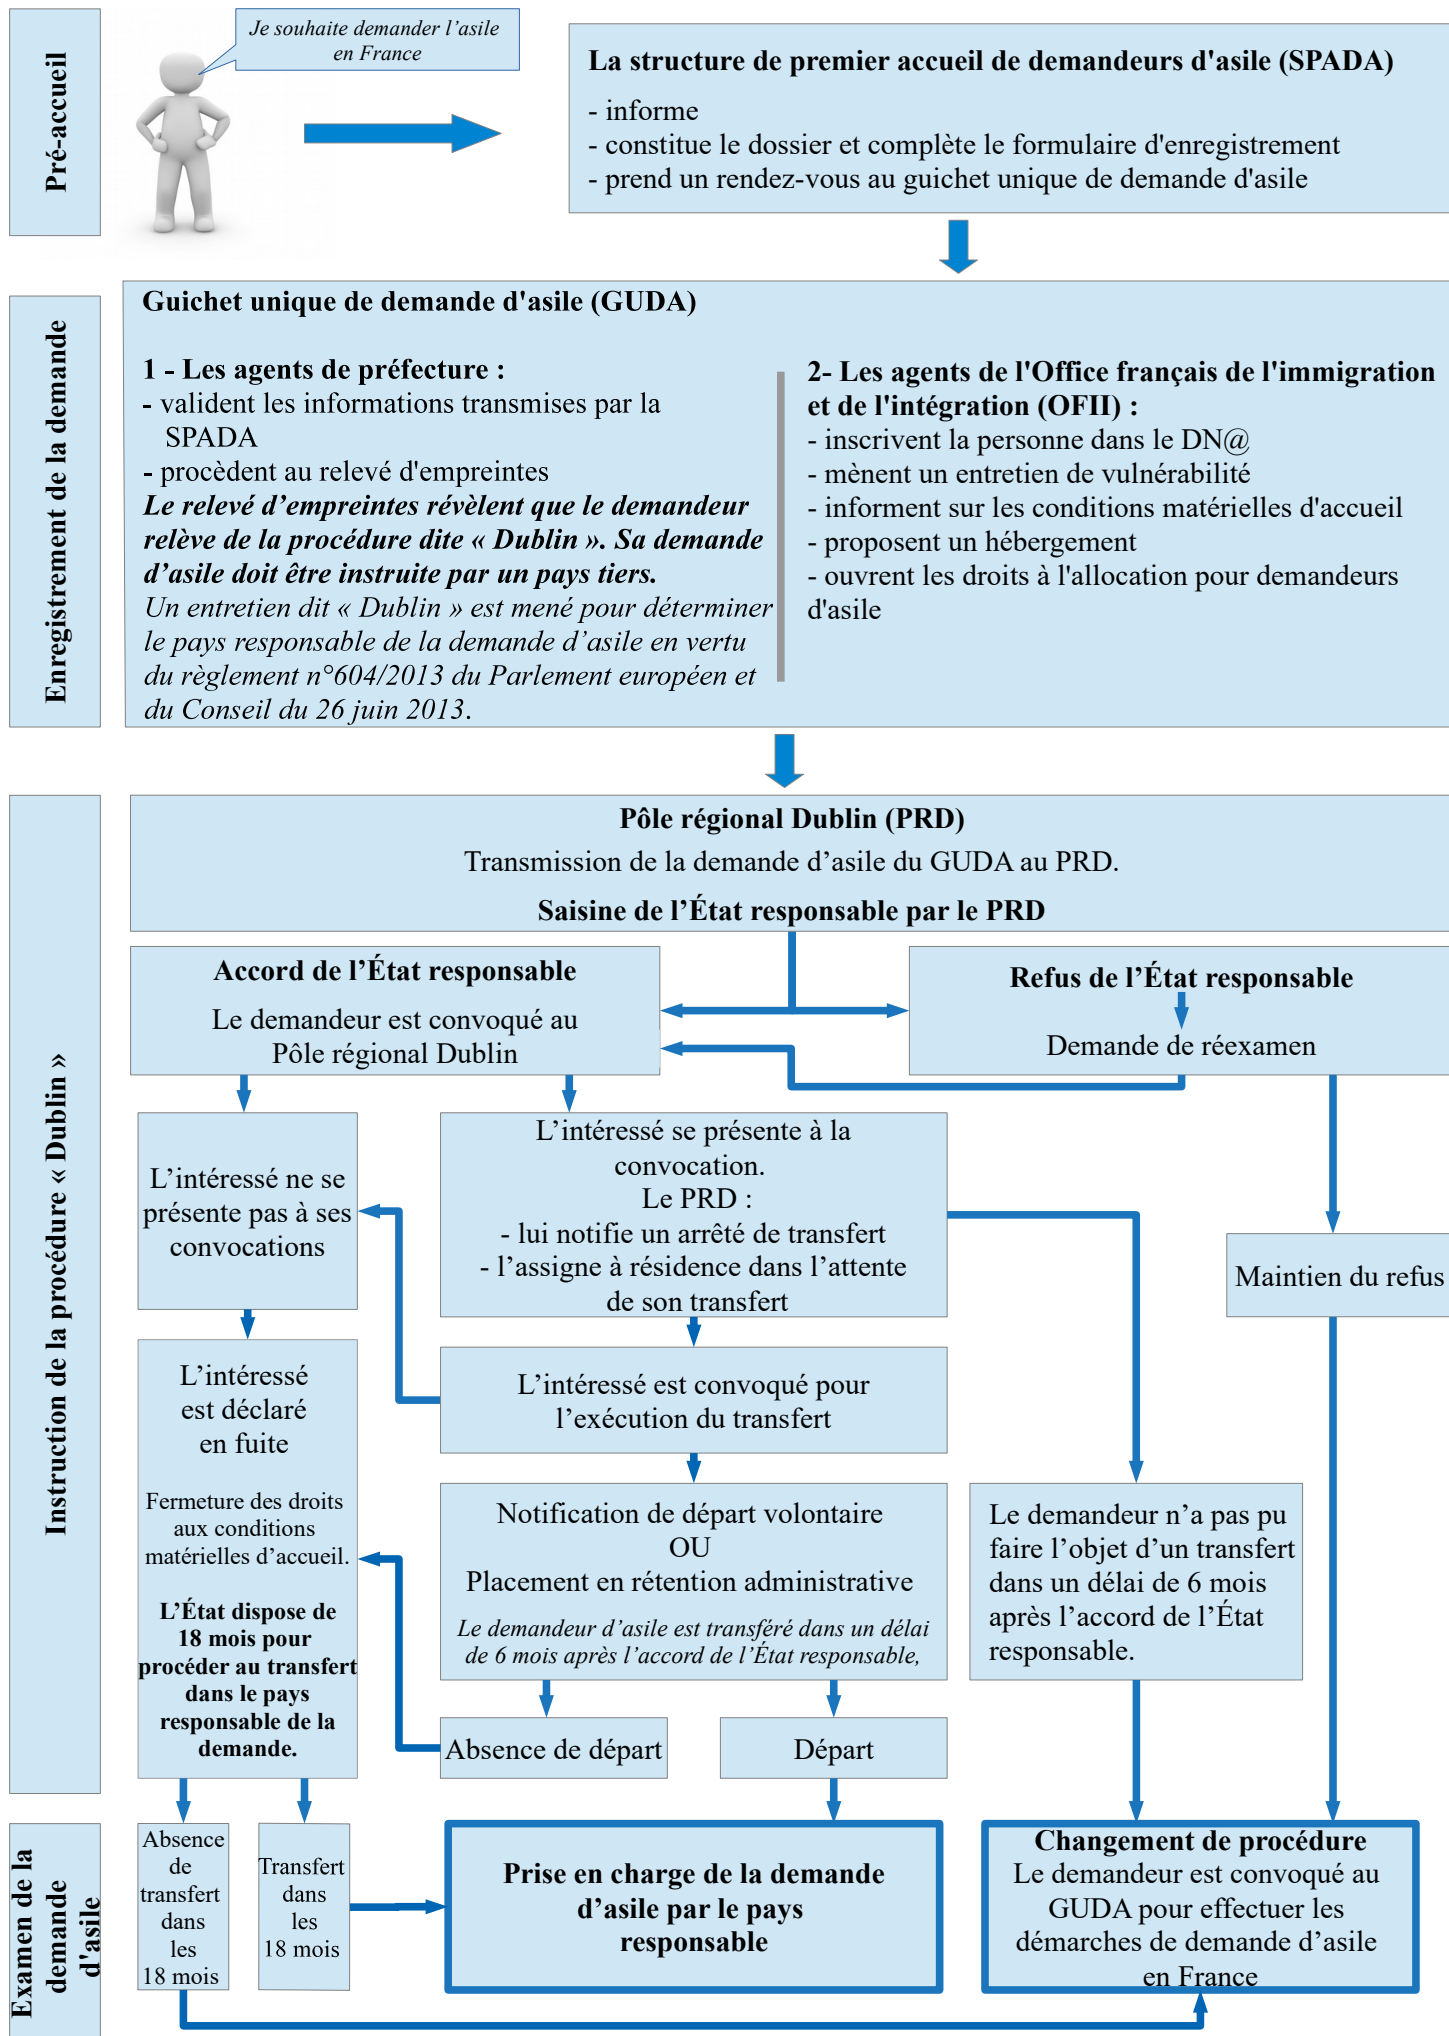 Pré-accueil
Je souhaite demander l’asile
en France
La structure de premier accueil de demandeurs d'asile (SPADA)
- informe
- constitue le dossier et complète le formulaire d'enregistrement
- prend un rendez-vous au guichet unique de demande d'asile
Enregistrement de la demande
Guichet unique de demande d'asile (GUDA)
1 - Les agents de préfecture :
- valident les informations transmises par la
SPADA
- procèdent au relevé d'empreintes
Le relevé d’empreintes révèlent que le demandeur
relève de la procédure dite « Dublin ». Sa demande
d’asile doit être instruite par un pays tiers.
Un entretien dit « Dublin » est mené pour déterminer
le pays responsable de la demande d’asile en vertu
du règlement n°604/2013 du Parlement européen et
du Conseil du 26 juin 2013.
2- Les agents de l'Office français de l'immigration
et de l'intégration (OFII) :
- inscrivent la personne dans le DN@
- mènent un entretien de vulnérabilité
- informent sur les conditions matérielles d'accueil
- proposent un hébergement
- ouvrent les droits à l'allocation pour demandeurs
d'asile
Instruction de la procédure « Dublin »
Pôle régional Dublin (PRD)
Transmission de la demande d’asile du GUDA au PRD.
Saisine de l’État responsable par le PRD
Accord de l’État responsable
Le demandeur est convoqué au
Pôle régional Dublin
Refus de l’État responsable
Demande de réexamen
L’intéressé ne se
présente pas à ses
convocations
L’intéressé se présente à la
convocation.
Le PRD :
- lui notifie un arrêté de transfert
- l’assigne à résidence dans l’attente
de son transfert
Maintien du refus
L’intéressé
est déclaré
en fuite
Fermeture des droits
aux conditions
matérielles d’accueil.
L’État dispose de
18 mois pour
procéder au transfert
dans le pays
responsable de la
demande.
L’intéressé est convoqué pour
l’exécution du transfert
Notification de départ volontaire
OU
Placement en rétention administrative
Le demandeur d’asile est transféré dans un délai
de 6 mois après l’accord de l’État responsable,
Le demandeur n’a pas pu
faire l’objet d’un transfert
dans un délai de 6 mois
après l’accord de l’État
responsable.
Absence de départ
Départ
Examen de la
demande
d'asile
Absence
de
transfert
dans
les
18 mois
Transfert
dans
les
18 mois
Prise en charge de la demande
d’asile par le pays
responsable
Changement de procédure
Le demandeur est convoqué au
GUDA pour effectuer les
démarches de demande d’asile
en France